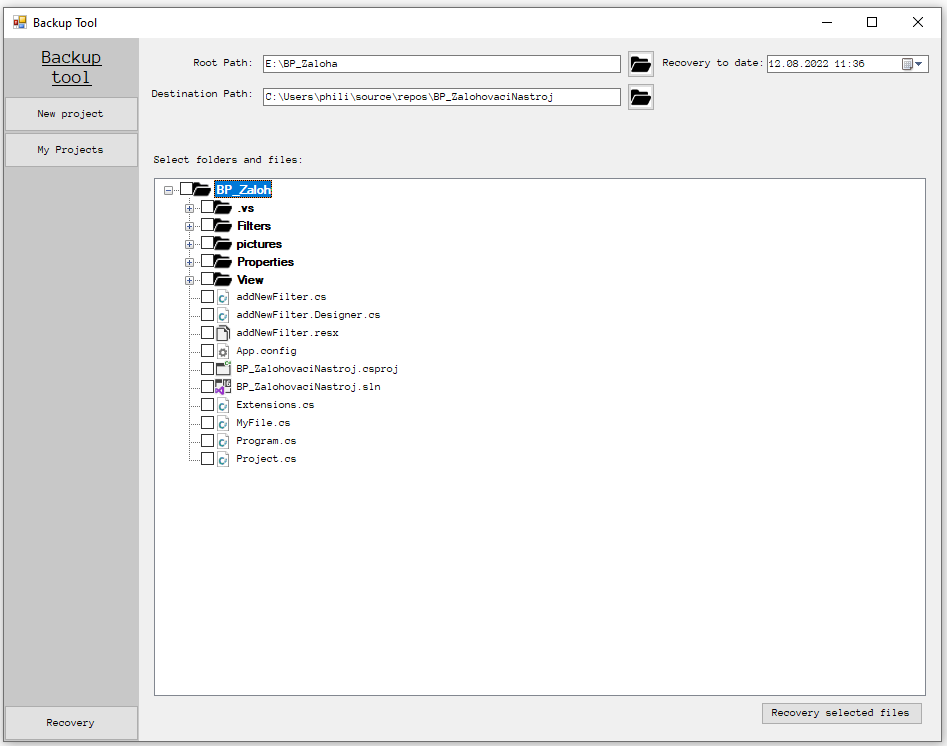 Backup Tool
Backup
tool
New project
My Projects
Recovery
Root Path: E:\BP_Zaloha
Recovery to date: 12.08.2022 11:36
Destination Path: C:\Users\phili\source\repos\BP_ZalohovaciNastroj
Select folders and files:
BP_Zaloh
.vs
Filters
pictures
Properties
View
addNewFilter.cs
addNewFilter.Designer.cs
addNewFilter.resx
App.config
BP_ZalohovaciNastroj.csproj
BP_ZalohovaciNastroj.sln
Extensions.cs
MyFile.cs
Program.cs
Project.cs
Recovery selected files